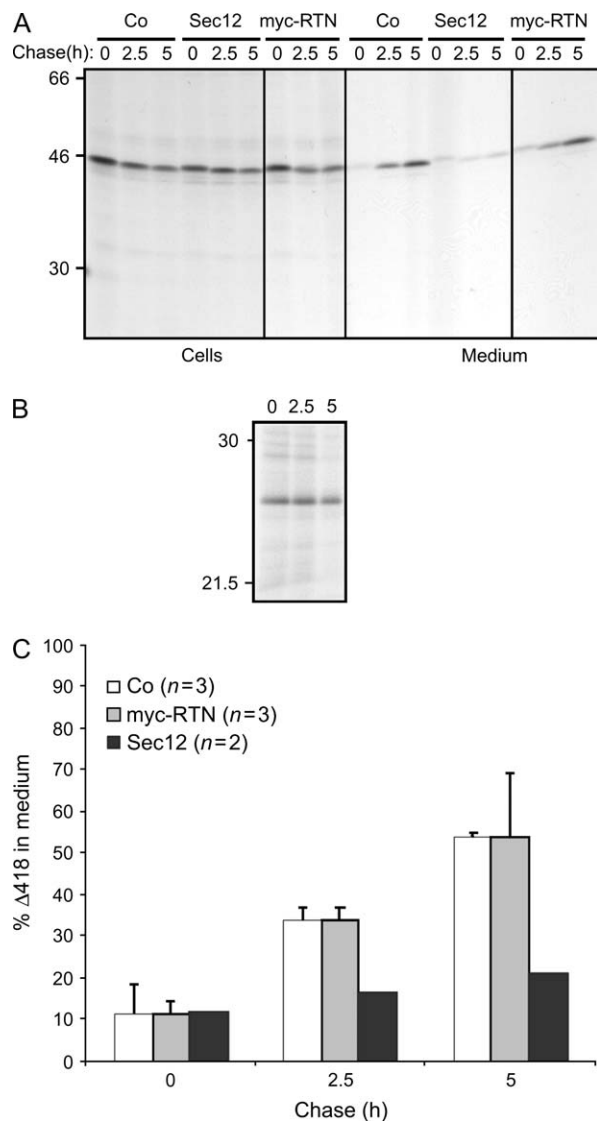 A
Co Sec12 myc-RTN Co Sec12 myc-RTN
Chase(h): 0 2.5 5 0 2.5 5 0 2.5 5 0 2.5 5 0 2.5 5 0 2.5 5
66
46
30
Cells Medium
B
0 2.5 5
30
21.5
C
100
90
80
70
60
50
40
30
20
10
0
% Δ418 in medium
Co (n=3)
myc-RTN (n=3)
Sec12 (n=2)
0 2.5 5
Chase (h)